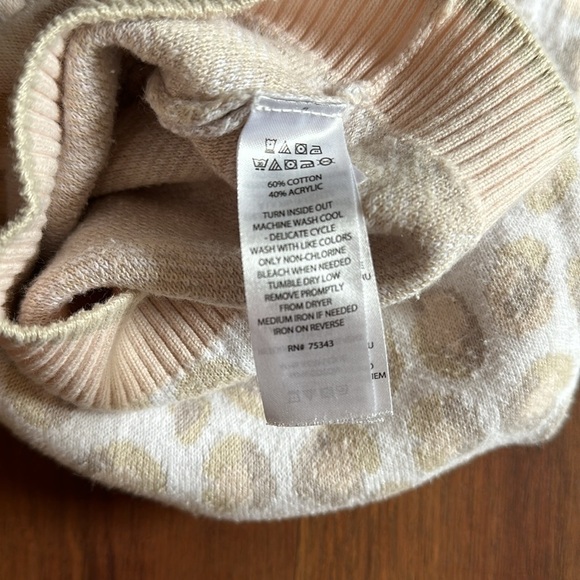 60% COTTON
40% ACRYLIC
TURN INSIDE OUT
MACHINE WASH COOL
- DELICATE CYCLE
WASH WITH LIKE COLORS
ONLY NON-CHLORINE
BLEACH WHEN NEEDED
TUMBLE DRY LOW
REMOVE PROMPTLY
FROM DRYER
MEDIUM IRON IF NEEDED
IRON ON REVERSE
RN# 75343